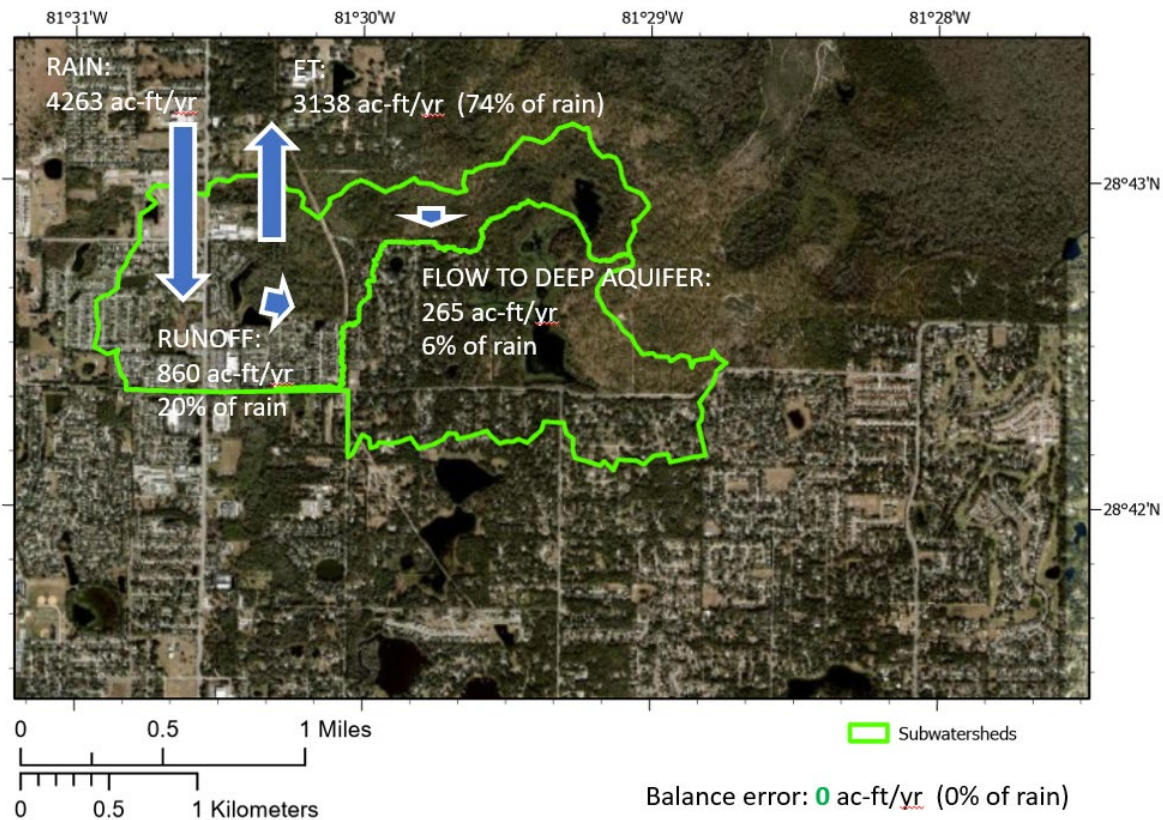 81°31'W 81°30'W 81°29'W 81°28'W
RAIN:
4263 ac-ft/yr
ET:
3138 ac-ft/yr (74% of rain)
28°43'N
FLOW TO DEEP AQUIFER:
265 ac-ft/yr
6% of rain
RUNOFF:
860 ac-ft/yr
20% of rain
28°42'N
0 0.5 1 Miles
0 0.5 1 Kilometers
Subwatersheds
Balance error: 0 ac-ft/yr (0% of rain)